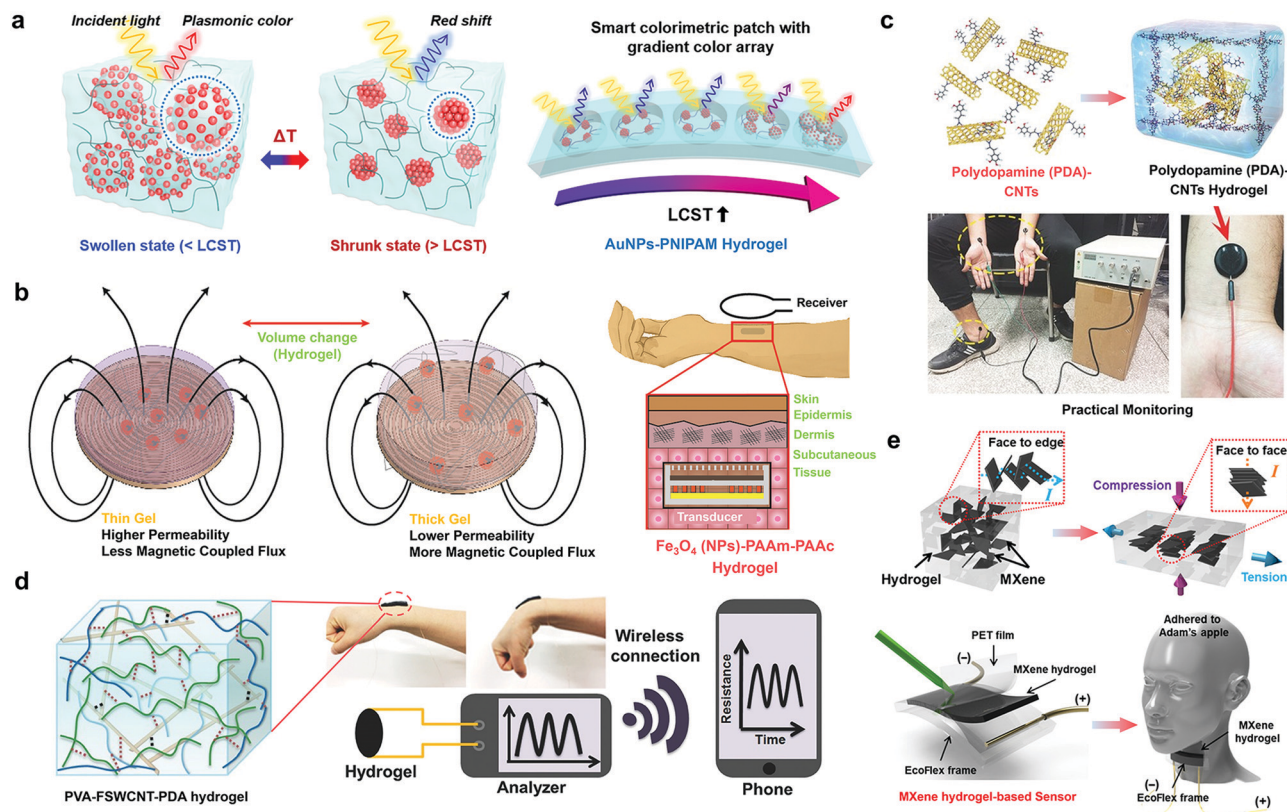 a
Incident light
Plasmonic color
Red shift
Smart colorimetric patch with
gradient color array
ΔT
LCST ↑
Swollen state (< LCST)
Shrunk state (> LCST)
AuNPs-PNIPAM Hydrogel
b
Volume change
(Hydrogel)
Thin Gel
Higher Permeability
Less Magnetic Coupled Flux
Thick Gel
Lower Permeability
More Magnetic Coupled Flux
Receiver
Skin
Epidermis
Dermis
Subcutaneous
Tissue
Transducer
Fe₃O₄ (NPs)-PAAm-PAAc
Hydrogel
c
Polydopamine (PDA)-
CNTs
Polydopamine (PDA)-
CNTs Hydrogel
Practical Monitoring
d
PVA-FSWCNT-PDA hydrogel
Hydrogel
Analyzer
Wireless
connection
Resistance
Time
Phone
e
Face to edge
I
Hydrogel
MXene
Compression
Face to face
I
Tension
PET film
(−)
MXene hydrogel
(+)
EcoFlex frame
MXene hydrogel-based Sensor
Adhered to
Adam's apple
MXene
hydrogel
(−)
EcoFlex frame
(+)